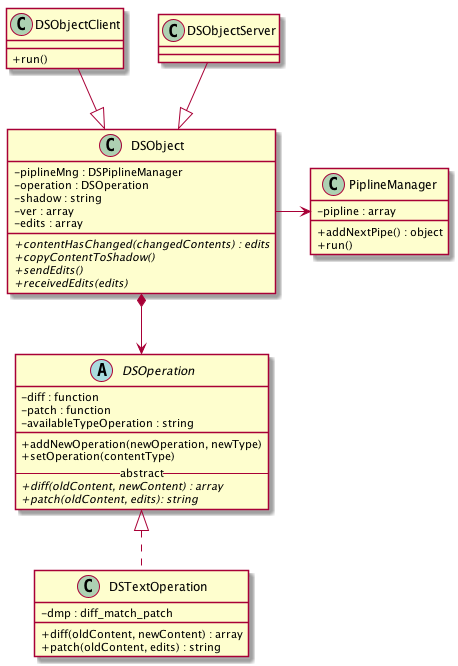 C DSObjectClient
+run()
C DSObjectServer
C DSObject
-piplineMng : DSPiplineManager
-operation : DSOperation
-shadow : string
-ver : array
-edits : array
+contentHasChanged(changedContents) : edits
+copyContentToShadow()
+sendEdits()
+receivedEdits(edits)
C PiplineManager
-pipline : array
+addNextPipe() : object
+run()
A DSOperation
-diff : function
-patch : function
-availableTypeOperation : string
+addNewOperation(newOperation, newType)
+setOperation(contentType)
abstract
+diff(oldContent, newContent) : array
+patch(oldContent, edits): string
C DSTextOperation
-dmp : diff_match_patch
+diff(oldContent, newContent) : array
+patch(oldContent, edits) : string